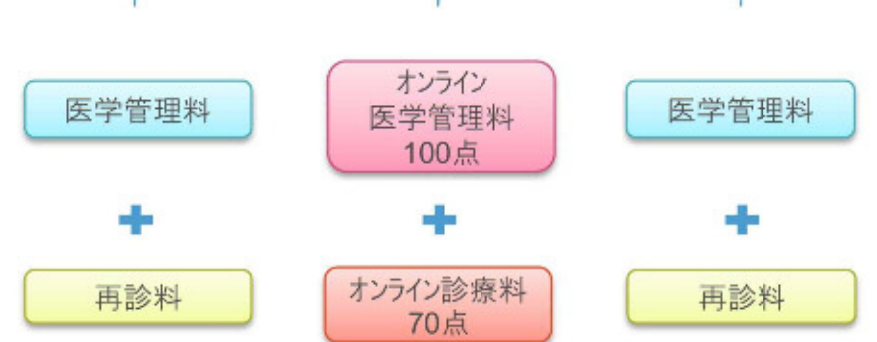 医学管理料
オンライン
医学管理料
100点
医学管理料
再診料
オンライン診療料
70点
再診料